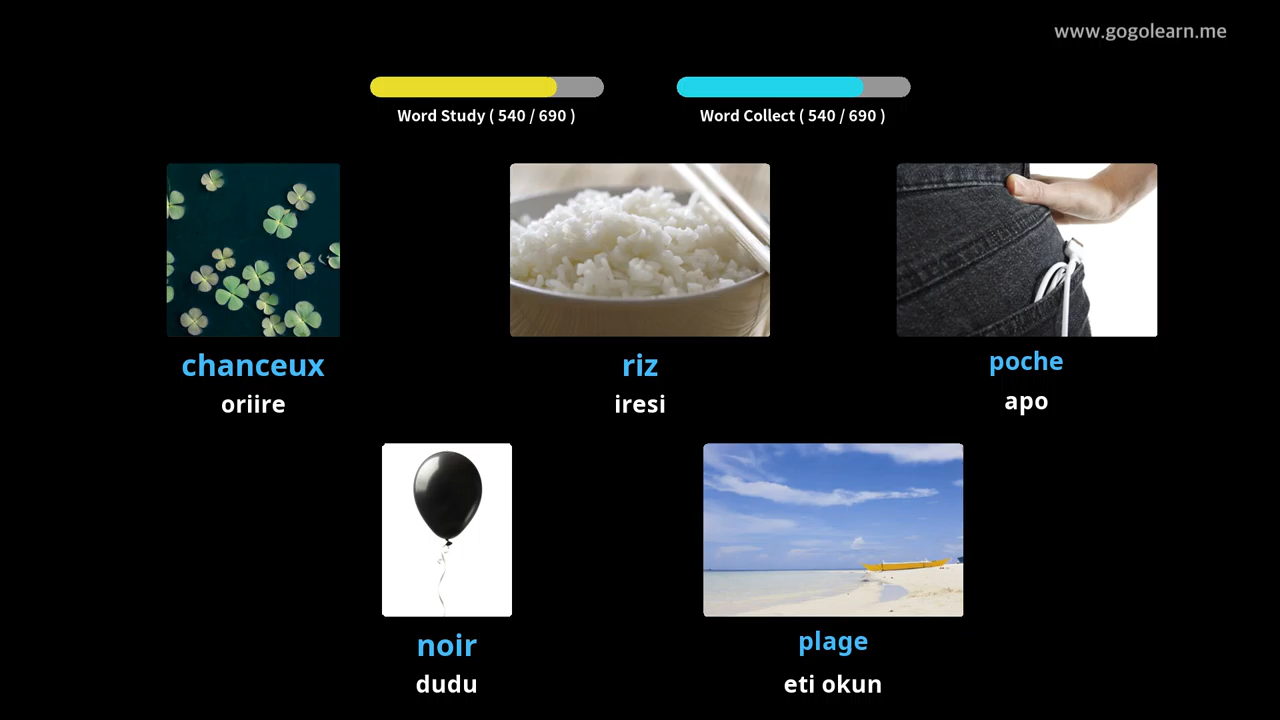 www.gogolearn.me
Word Study ( 540 / 690 )
Word Collect ( 540 / 690 )
chanceux
oriire
riz
iresi
poche
apo
noir
dudu
plage
eti okun